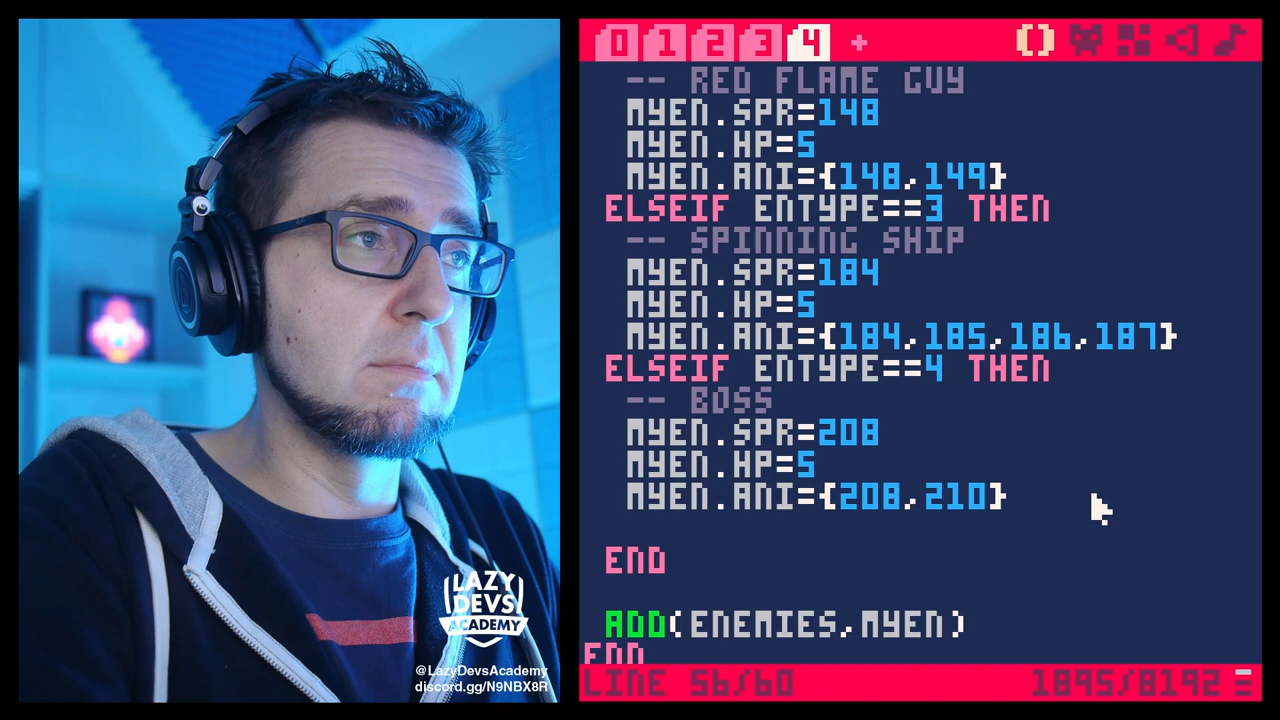 0 1 2 3 4 +
-- RED FLAME GUY
MYEN.SPR=148
MYEN.HP=5
MYEN.ANI={148,149}
ELSEIF ENTYPE==3 THEN
-- SPINNING SHIP
MYEN.SPR=184
MYEN.HP=5
MYEN.ANI={184,185,186,187}
ELSEIF ENTYPE==4 THEN
-- BOSS
MYEN.SPR=208
MYEN.HP=5
MYEN.ANI={208,210}
END
ADD(ENEMIES,MYEN)
END
LINE 56/60
1895/8192
LAZY
DEVS
ACADEMY
@LazyDevsAcademy
discord.gg/N9NBX8R